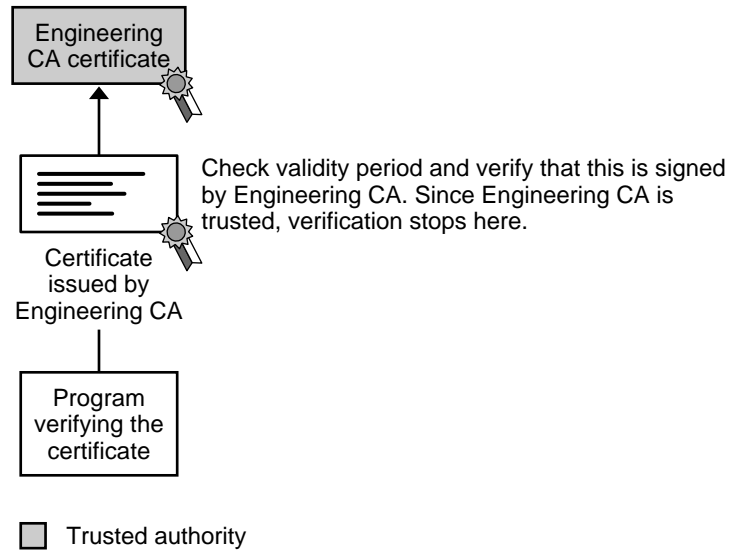 Engineering
CA certificate
Check validity period and verify that this is signed
by Engineering CA. Since Engineering CA is
trusted, verification stops here.
Certificate
issued by
Engineering CA
Program
verifying the
certificate
Trusted authority